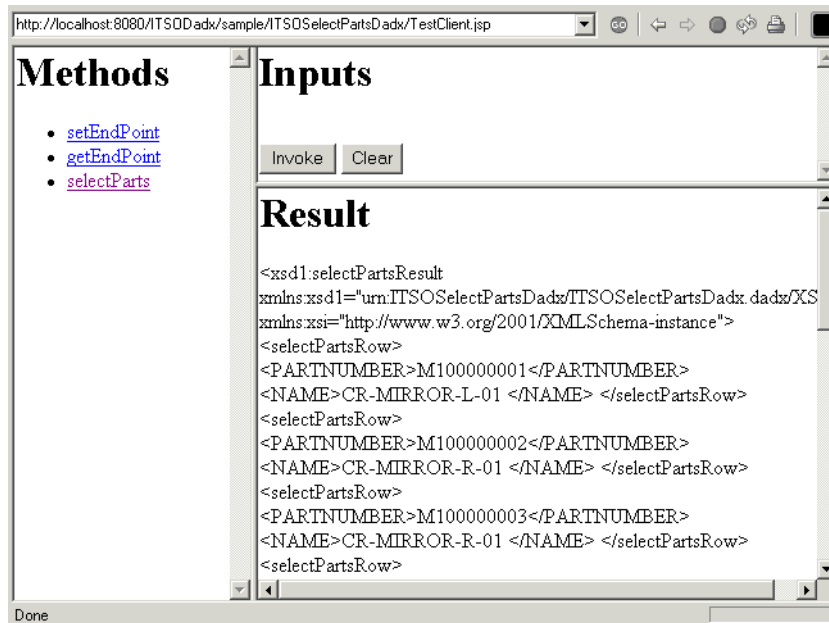 http://localhost:8080/ITSODadx/sample/ITSOSelectPartsDadx/TestClient.jsp
GO
Methods
setEndPoint
getEndPoint
selectParts
Inputs
Invoke Clear
Result
<xsd1:selectPartsResult
xmlns:xsd1="urn:ITSOSelectPartsDadx/ITSOSelectPartsDadx.dadx/XS
xmlns:xsi="http://www.w3.org/2001/XMLSchema-instance">
<selectPartsRow>
<PARTNUMBER>M100000001</PARTNUMBER>
<NAME>CR-MIRROR-L-01 </NAME> </selectPartsRow>
<selectPartsRow>
<PARTNUMBER>M100000002</PARTNUMBER>
<NAME>CR-MIRROR-R-01 </NAME> </selectPartsRow>
<selectPartsRow>
<PARTNUMBER>M100000003</PARTNUMBER>
<NAME>CR-MIRROR-R-01 </NAME> </selectPartsRow>
<selectPartsRow>
Done